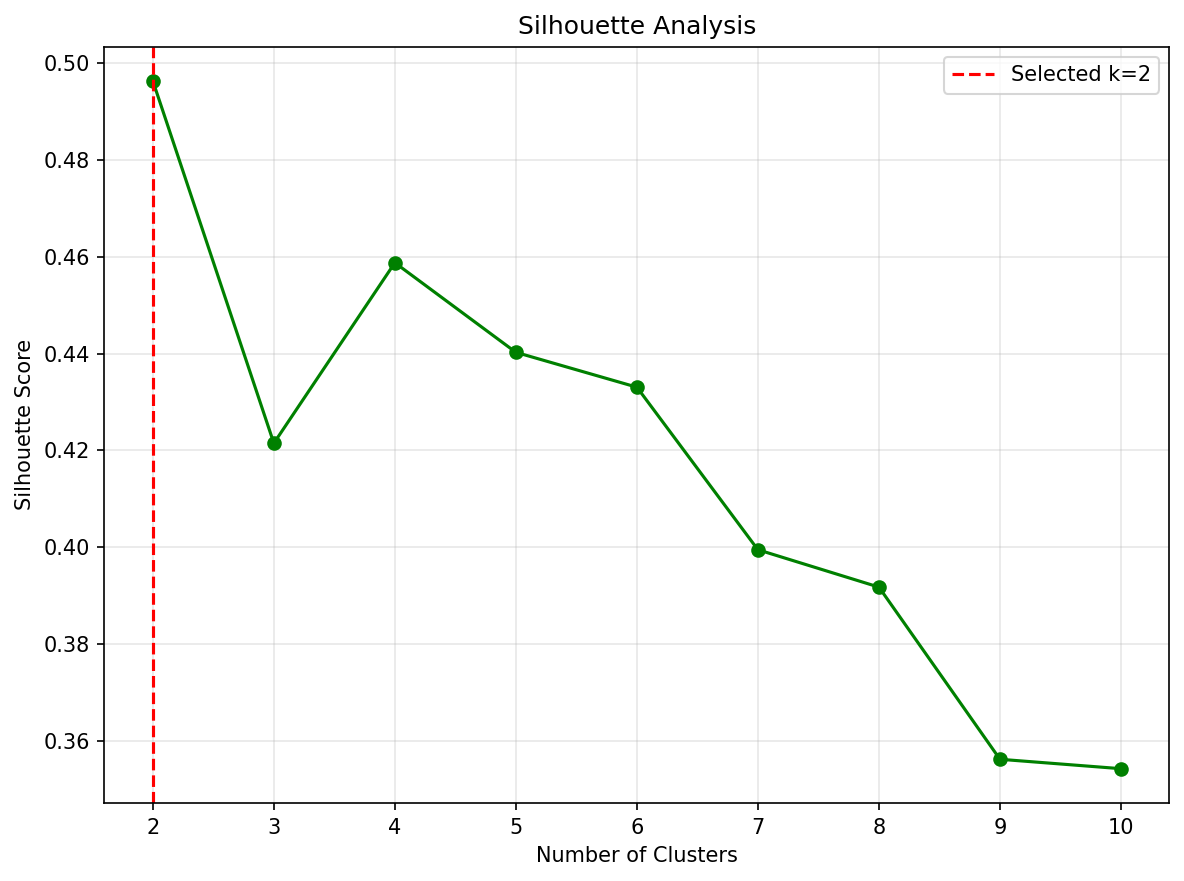 Silhouette Analysis
Selected k=2
Silhouette Score
0.50
0.48
0.46
0.44
0.42
0.40
0.38
0.36
2 3 4 5 6 7 8 9 10
Number of Clusters